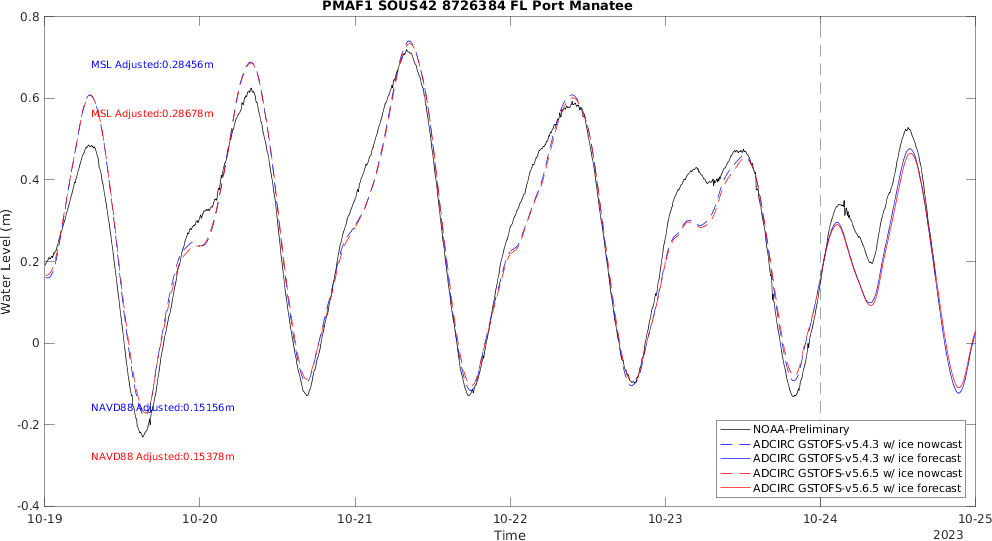 PMAF1 SOUS42 8726384 FL Port Manatee
0.8
0.6
0.4
0.2
0
-0.2
-0.4
Water Level (m)
MSL Adjusted:0.28456m
MSL Adjusted:0.28678m
NAVD88 Adjusted:0.15156m
NAVD88 Adjusted:0.15378m
NOAA-Preliminary
ADCIRC GSTOFS-v5.4.3 w/ ice nowcast
ADCIRC GSTOFS-v5.4.3 w/ ice forecast
ADCIRC GSTOFS-v5.6.5 w/ ice nowcast
ADCIRC GSTOFS-v5.6.5 w/ ice forecast
10-19 10-20 10-21 10-22 10-23 10-24 10-25
Time
2023